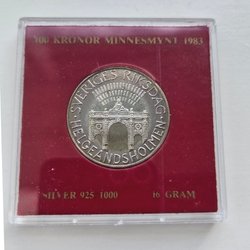 100 KRONOR MINNESMYNT 1983
SVERIGES RIKSDAG
HELGEANDSHOLMEN
SILVER 925 1000
16 GRAM